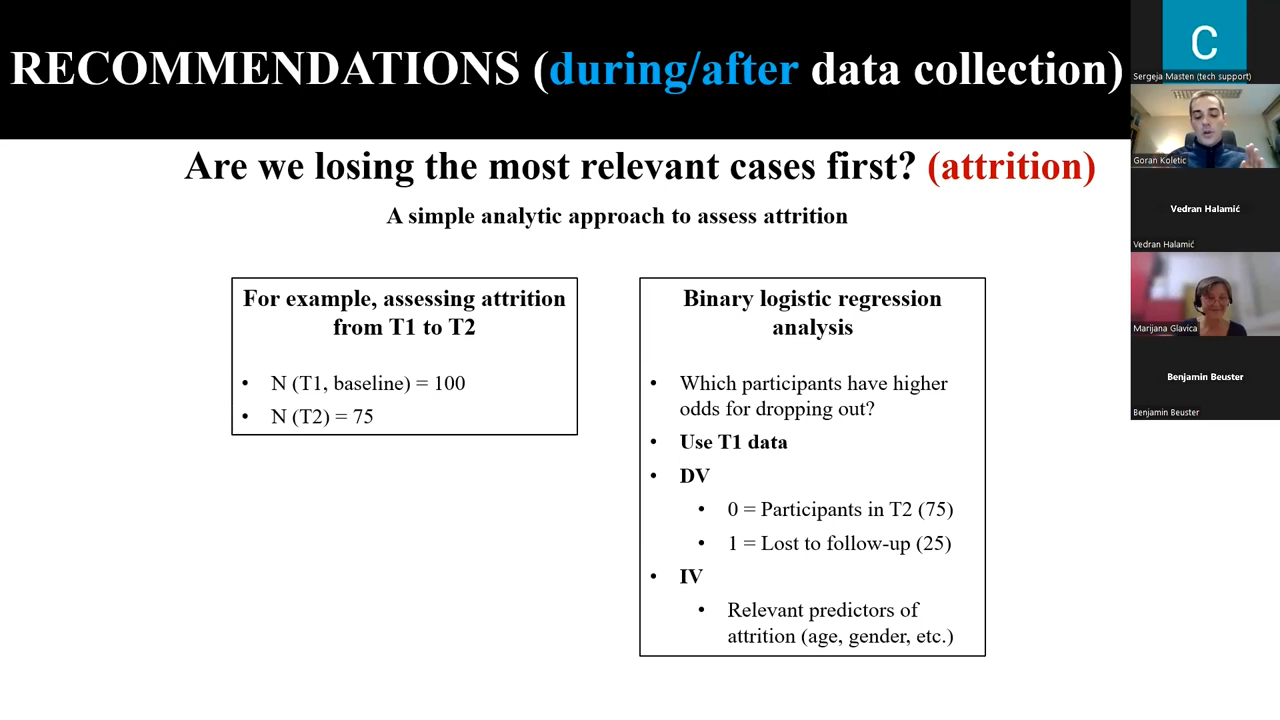 RECOMMENDATIONS (during/after data collection)
Are we losing the most relevant cases first? (attrition)
A simple analytic approach to assess attrition
For example, assessing attrition
from T1 to T2
• N (T1, baseline) = 100
• N (T2) = 75
Binary logistic regression
analysis
• Which participants have higher
odds for dropping out?
• Use T1 data
• DV
• 0 = Participants in T2 (75)
• 1 = Lost to follow-up (25)
• IV
• Relevant predictors of
attrition (age, gender, etc.)
C
Sergeja Masten (tech support)
Goran Koletic
Vedran Halamić
Vedran Halamić
Marijana Glavica
Benjamin Beuster
Benjamin Beuster